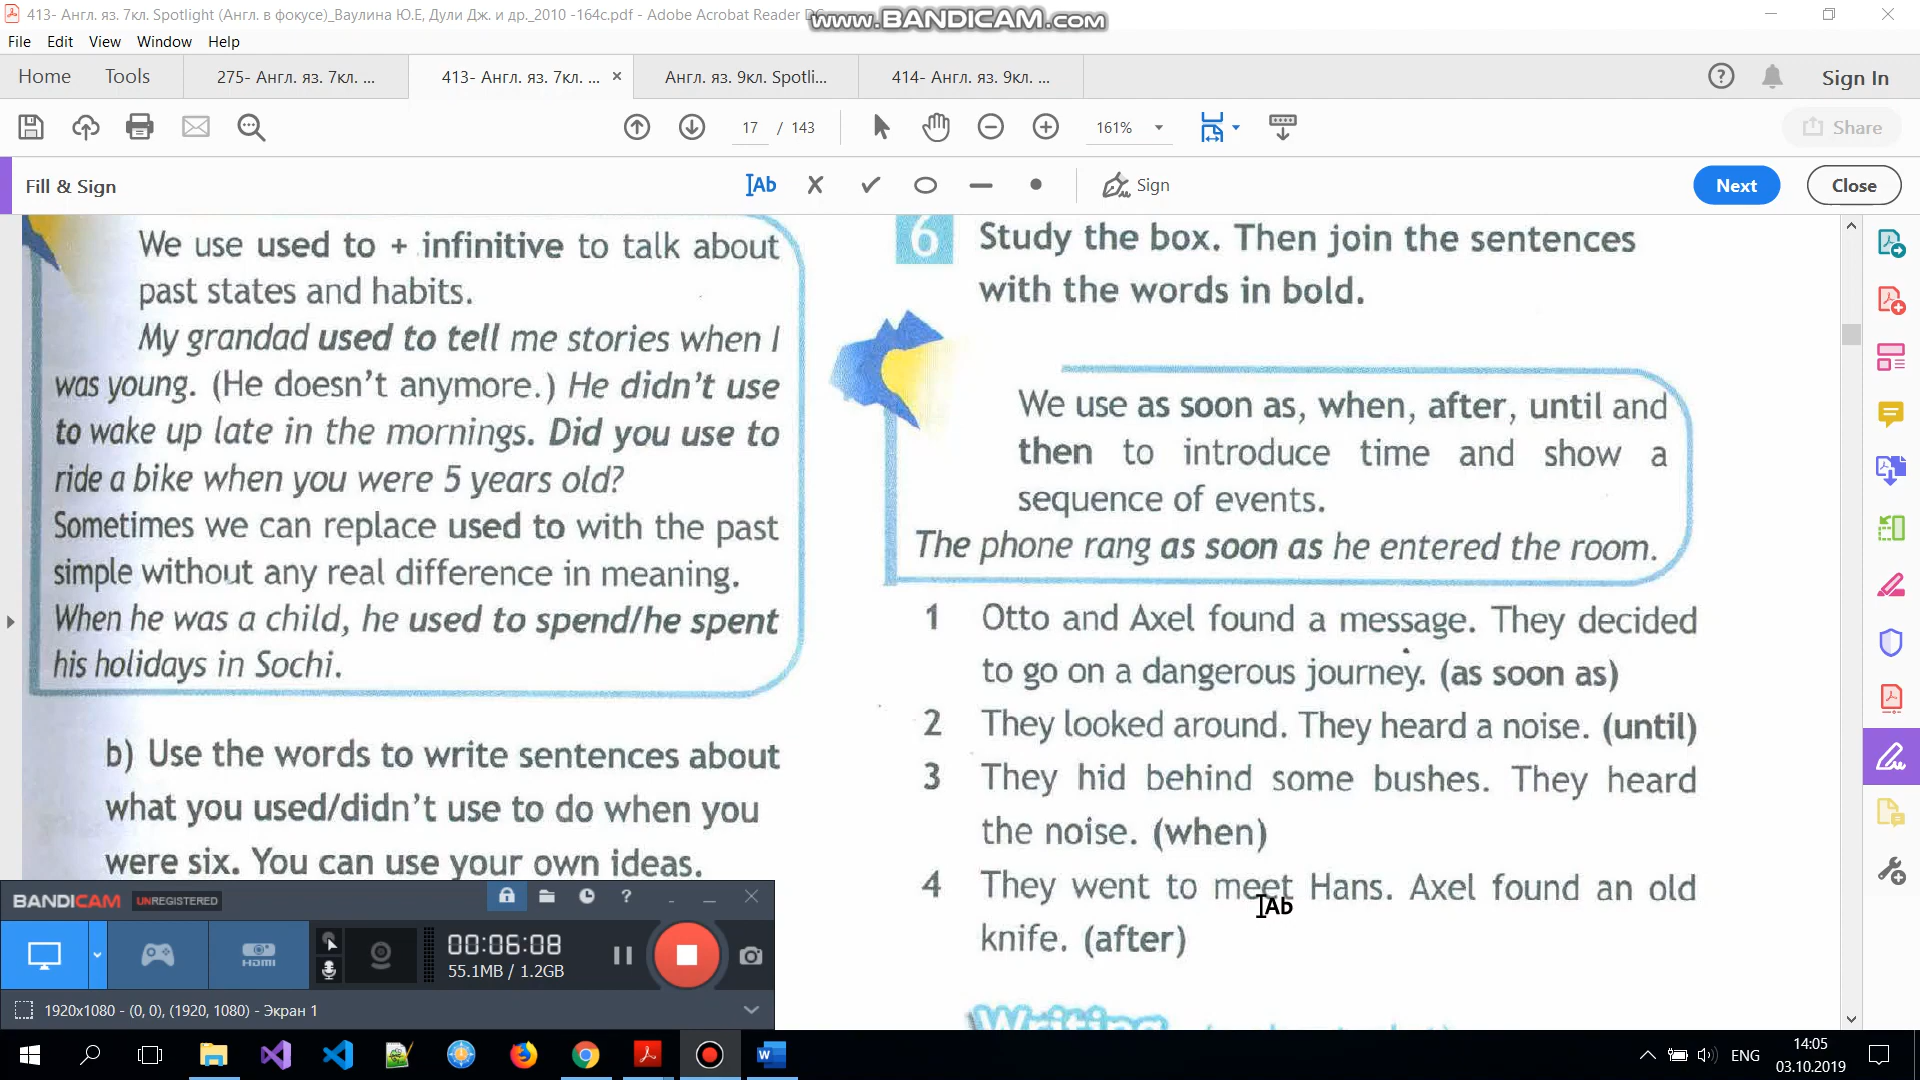 413- Англ. яз. 7кл. Spotlight (Англ. в фокусе)_Ваулина Ю.Е, Дули Дж. и др._2010 -164с.pdf - Adobe Acrobat Reader DC
www.BANDICAM.com
File Edit View Window Help
Home Tools 275- Англ. яз. 7кл. ... 413- Англ. яз. 7кл. ... Англ. яз. 9кл. Spotli... 414- Англ. яз. 9кл. ... Sign In
17 / 143 161% Share
Fill & Sign Ab Sign Next Close
We use used to + infinitive to talk about
past states and habits.
My grandad used to tell me stories when I
was young. (He doesn't anymore.) He didn't use
to wake up late in the mornings. Did you use to
ride a bike when you were 5 years old?
Sometimes we can replace used to with the past
simple without any real difference in meaning.
When he was a child, he used to spend/he spent
his holidays in Sochi.
b) Use the words to write sentences about
what you used/didn't use to do when you
were six. You can use your own ideas.
6 Study the box. Then join the sentences
with the words in bold.
We use as soon as, when, after, until and
then to introduce time and show a
sequence of events.
The phone rang as soon as he entered the room.
1 Otto and Axel found a message. They decided
to go on a dangerous journey. (as soon as)
2 They looked around. They heard a noise. (until)
3 They hid behind some bushes. They heard
the noise. (when)
4 They went to meet Hans. Axel found an old
knife. (after)
Ab
Writing
BANDICAM UNREGISTERED
HDMI
00:06:08
55.1MB / 1.2GB
1920x1080 - (0, 0), (1920, 1080) - Экран 1
ENG
14:05
03.10.2019